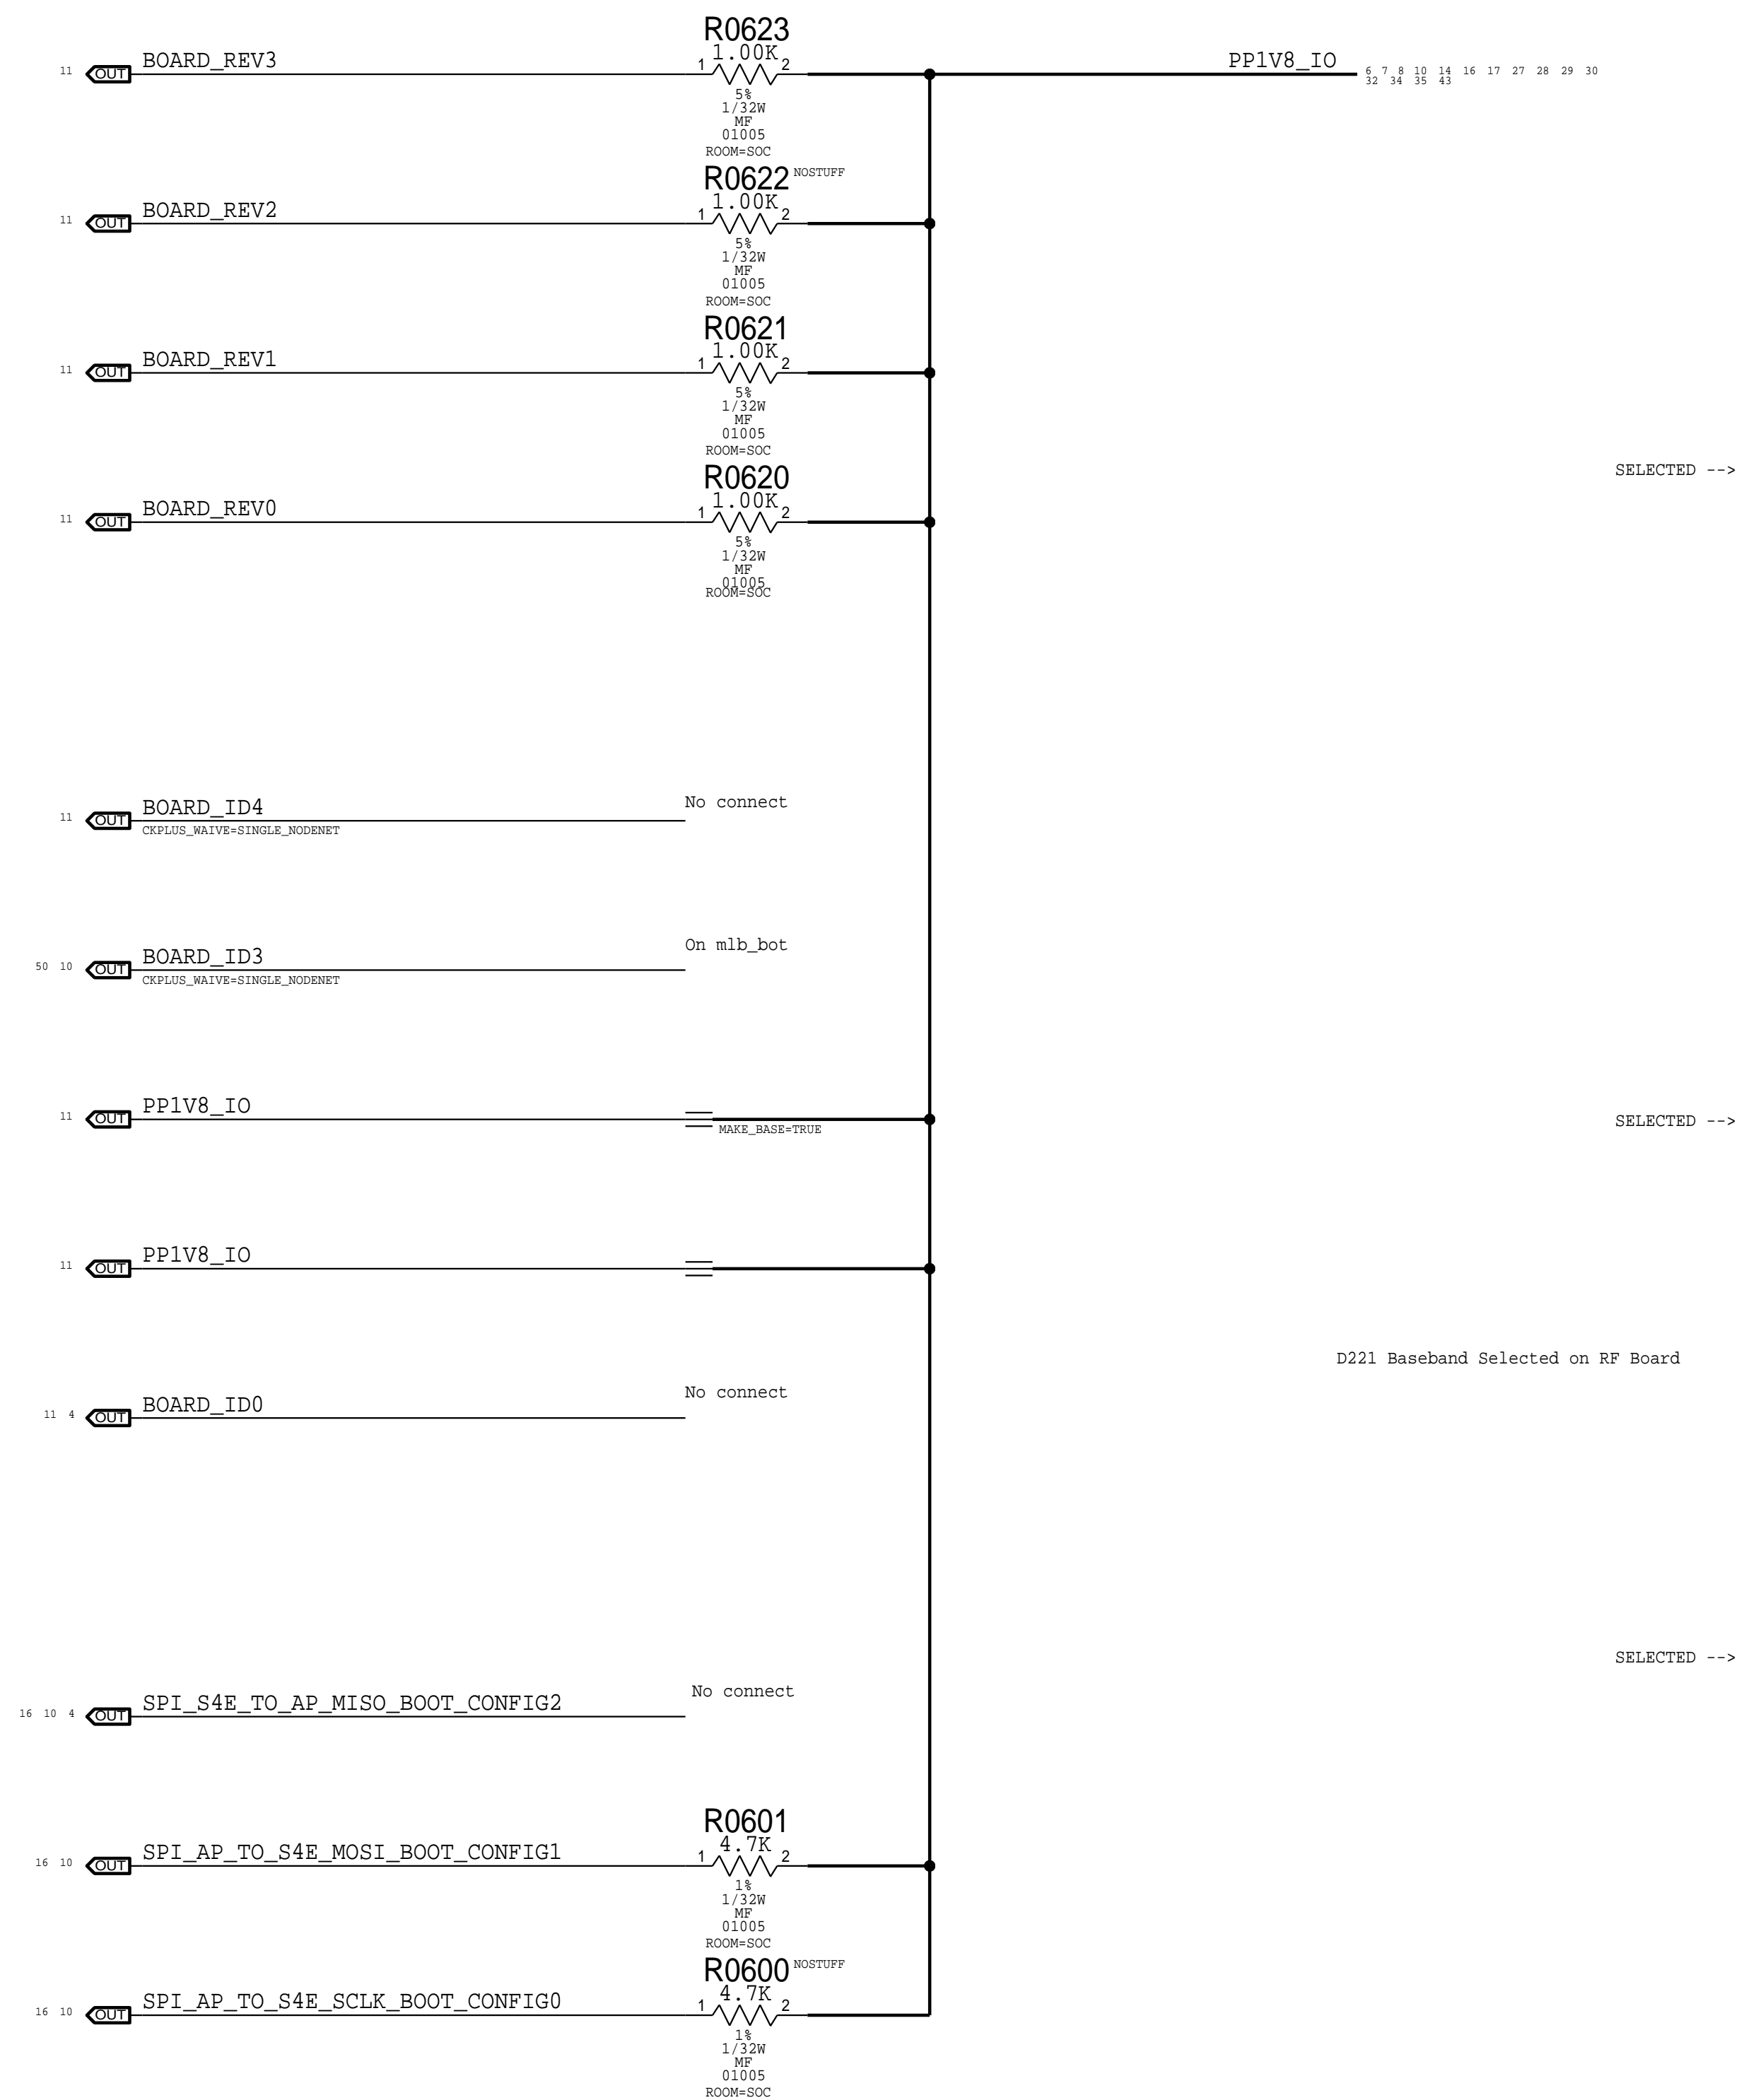 R0623
1.00K
11 OUT BOARD_REV3 1 2 PP1V8_IO 6 7 8 10 14 16 17 27 28 29 30
32 34 35 43
5%
1/32W
MF
01005
ROOM=SOC
R0622 NOSTUFF
1.00K
11 OUT BOARD_REV2 1 2
5%
1/32W
MF
01005
ROOM=SOC
R0621
1.00K
11 OUT BOARD_REV1 1 2
5%
1/32W
MF
01005
ROOM=SOC
SELECTED -->
R0620
1.00K
11 OUT BOARD_REV0 1 2
5%
1/32W
MF
01005
ROOM=SOC
No connect
11 OUT BOARD_ID4
CKPLUS_WAIVE=SINGLE_NODENET
On mlb_bot
50 10 OUT BOARD_ID3
CKPLUS_WAIVE=SINGLE_NODENET
11 OUT PP1V8_IO
MAKE_BASE=TRUE
SELECTED -->
11 OUT PP1V8_IO
D221 Baseband Selected on RF Board
No connect
11 4 OUT BOARD_ID0
SELECTED -->
No connect
16 10 4 OUT SPI_S4E_TO_AP_MISO_BOOT_CONFIG2
R0601
4.7K
16 10 OUT SPI_AP_TO_S4E_MOSI_BOOT_CONFIG1 1 2
1%
1/32W
MF
01005
ROOM=SOC
R0600 NOSTUFF
4.7K
16 10 OUT SPI_AP_TO_S4E_SCLK_BOOT_CONFIG0 1 2
1%
1/32W
MF
01005
ROOM=SOC